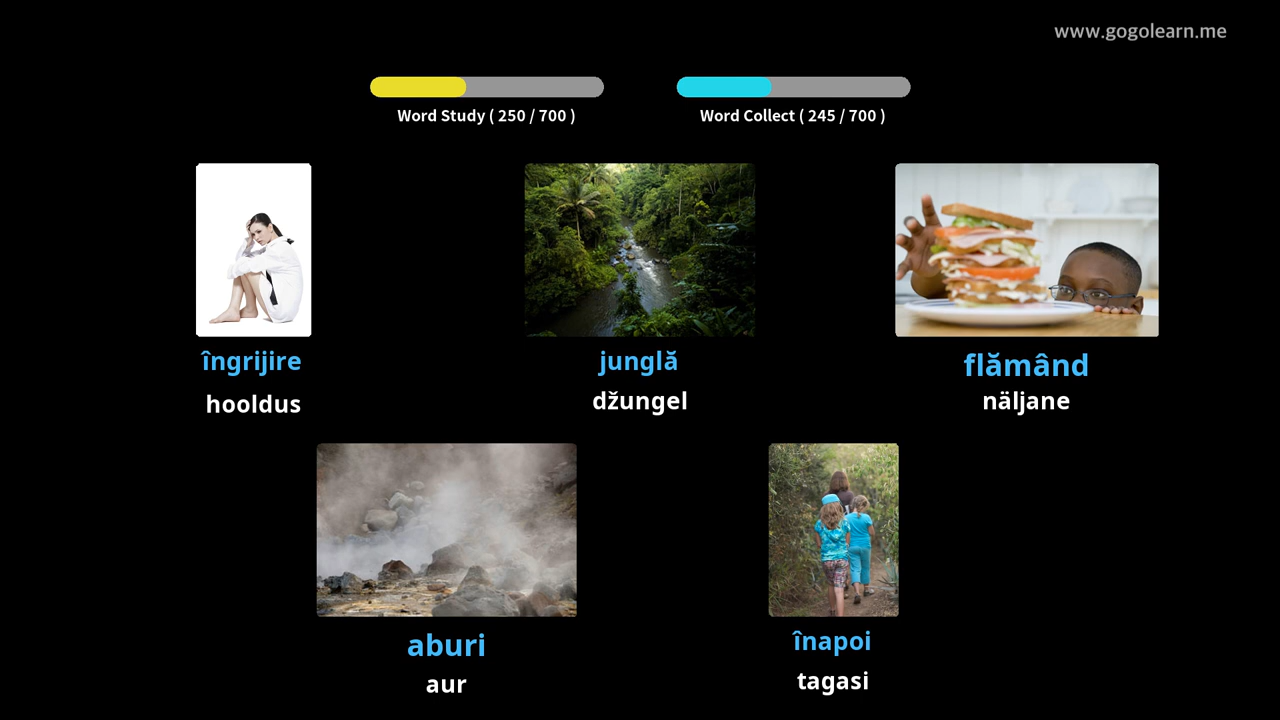 www.gogolearn.me
Word Study ( 250 / 700 )
Word Collect ( 245 / 700 )
îngrijire
hooldus
junglă
džungel
flămând
näljane
aburi
aur
înapoi
tagasi